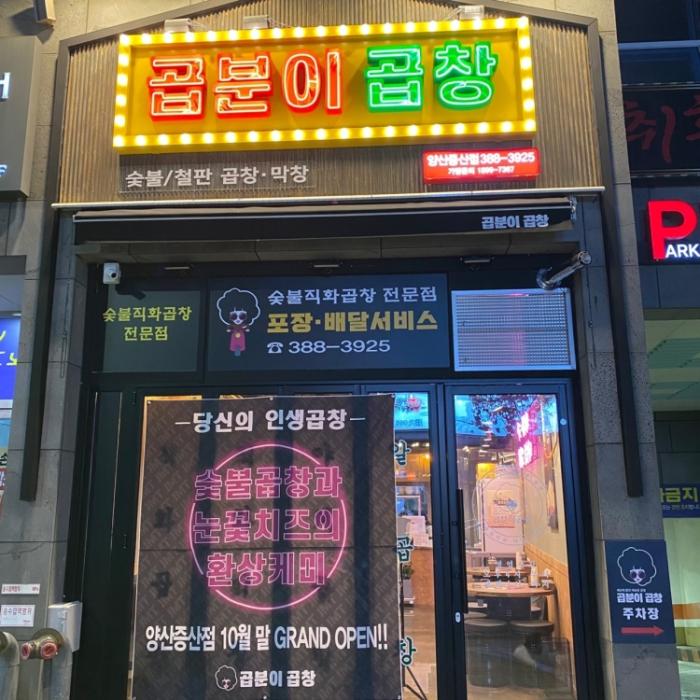 곱분이 곱창
양산증산점 388-3925
가맹문의 1899-7367
숯불/철판 곱창·막창
곱분이 곱창
취
P
PARK
숯불직화곱창
전문점
숯불직화곱창 전문점
포장·배달서비스
☎ 388-3925
-당신의 인생곱창-
숯불곱창과
눈꽃치즈의
환상케미
양산증산점 10월 말 GRAND OPEN!!
곱분이 곱창
금지
곱분이 곱창
주차장